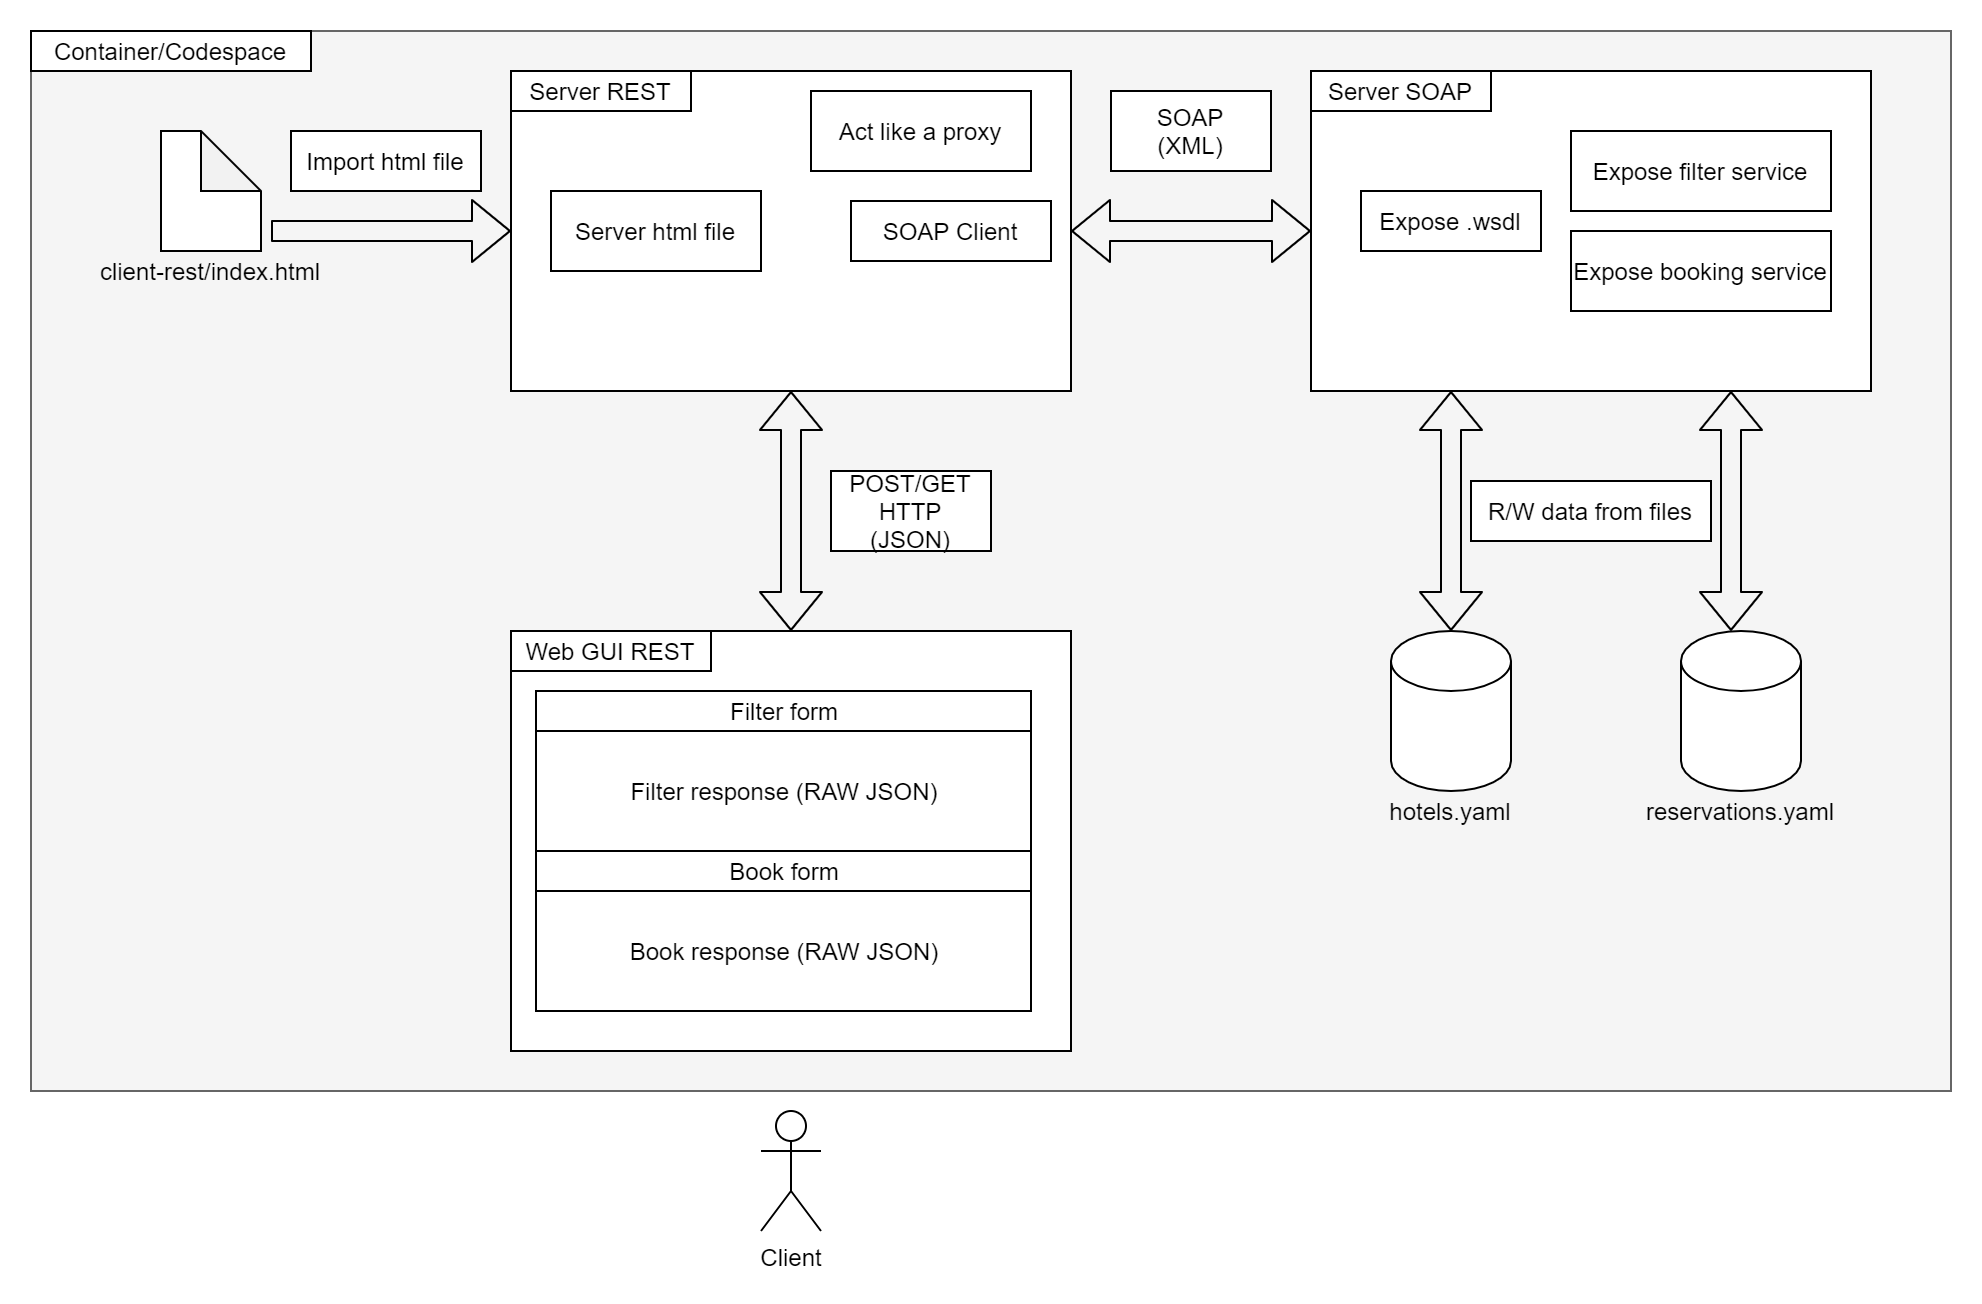 Container/Codespace
Server REST
Act like a proxy
SOAP
(XML)
Server SOAP
Import html file
Server html file
SOAP Client
Expose .wsdl
Expose filter service
Expose booking service
client-rest/index.html
POST/GET
HTTP
(JSON)
R/W data from files
Web GUI REST
Filter form
Filter response (RAW JSON)
Book form
Book response (RAW JSON)
hotels.yaml
reservations.yaml
Client